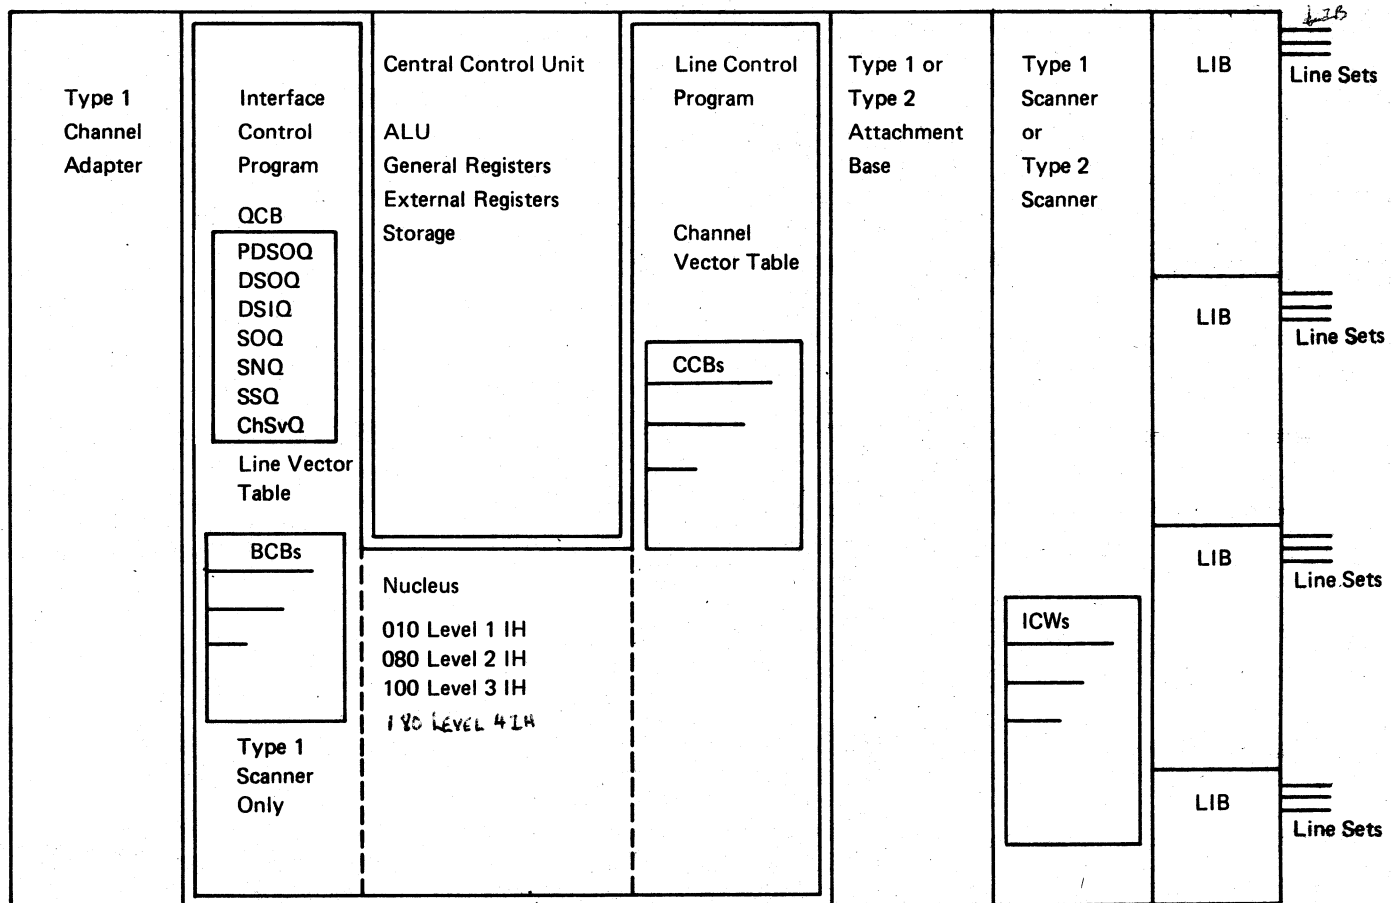 Type 1
Channel
Adapter
Interface
Control
Program
QCB
PDSOQ
DSOQ
DSIQ
SOQ
SNQ
SSQ
ChSvQ
Line Vector
Table
BCBs
Type 1
Scanner
Only
Central Control Unit
ALU
General Registers
External Registers
Storage
Nucleus
010 Level 1 IH
080 Level 2 IH
100 Level 3 IH
180 LEVEL 4 IH
Line Control
Program
Channel
Vector Table
CCBs
Type 1 or
Type 2
Attachment
Base
Type 1
Scanner
or
Type 2
Scanner
ICWs
LIB
LIB
LIB
LIB
LIB
Line Sets
Line Sets
Line Sets
Line Sets